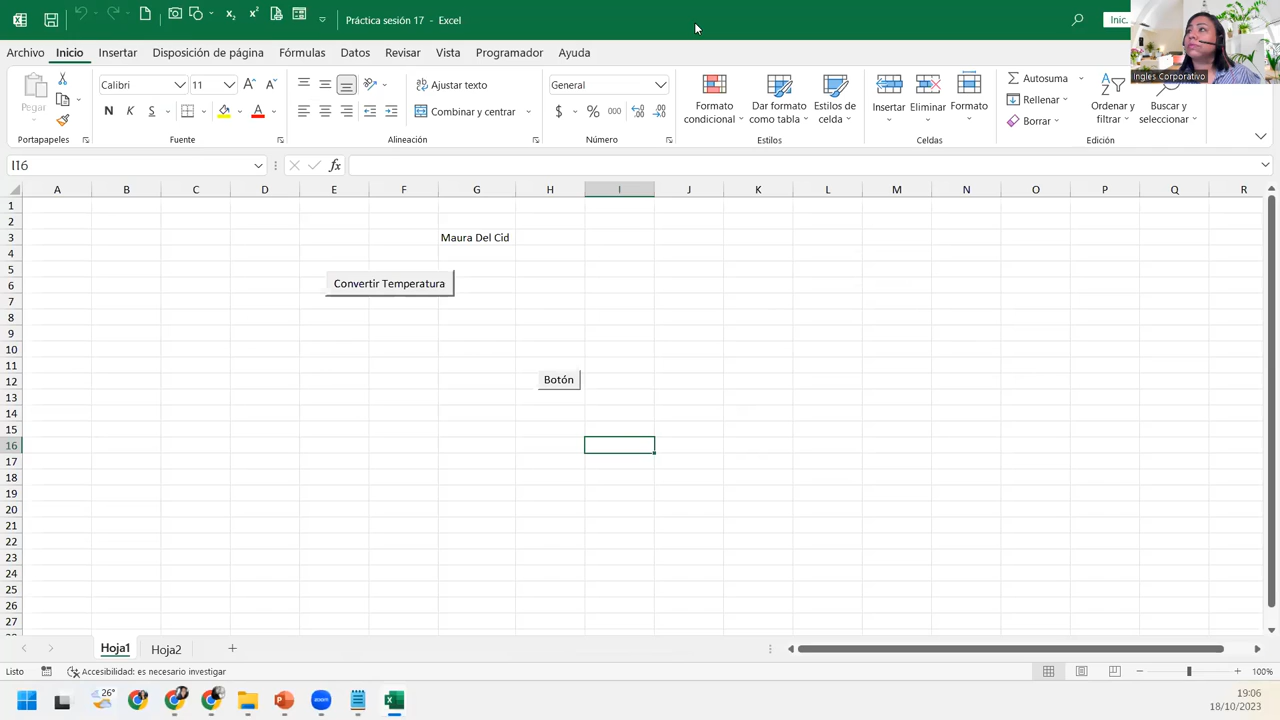 Práctica sesión 17 - Excel
Inic.
Archivo Inicio Insertar Disposición de página Fórmulas Datos Revisar Vista Programador Ayuda
Ingles Corporativo
Pegar
Calibri 11
N K S
Ajustar texto
Combinar y centrar
General
$ % 000
Formato condicional
Dar formato como tabla
Estilos de celda
Insertar
Eliminar
Formato
Autosuma
Rellenar
Borrar
Ordenar y filtrar
Buscar y seleccionar
Portapapeles Fuente Alineación Número Estilos Celdas Edición
I16
fx
A B C D E F G H I J K L M N O P Q R
1
2
3 Maura Del Cid
4
5
6 Convertir Temperatura
7
8
9
10
11
12 Botón
13
14
15
16
17
18
19
20
21
22
23
24
25
26
27
Hoja1 Hoja2
Listo Accesibilidad: es necesario investigar 100%
26°
zoom
19:06
18/10/2023